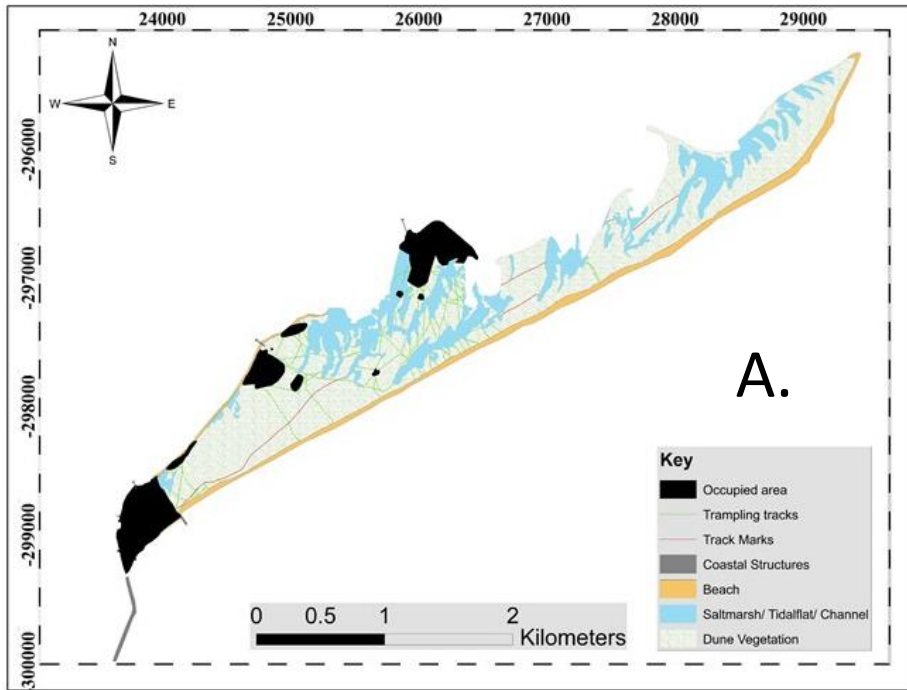 24000 25000 26000 27000 28000 29000
N
W E
S
-296000
-297000
-298000
-299000
-300000
A.
Key
Occupied area
Trampling tracks
Track Marks
Coastal Structures
Beach
Saltmarsh/ Tidalflat/ Channel
Dune Vegetation
0 0.5 1 2
Kilometers